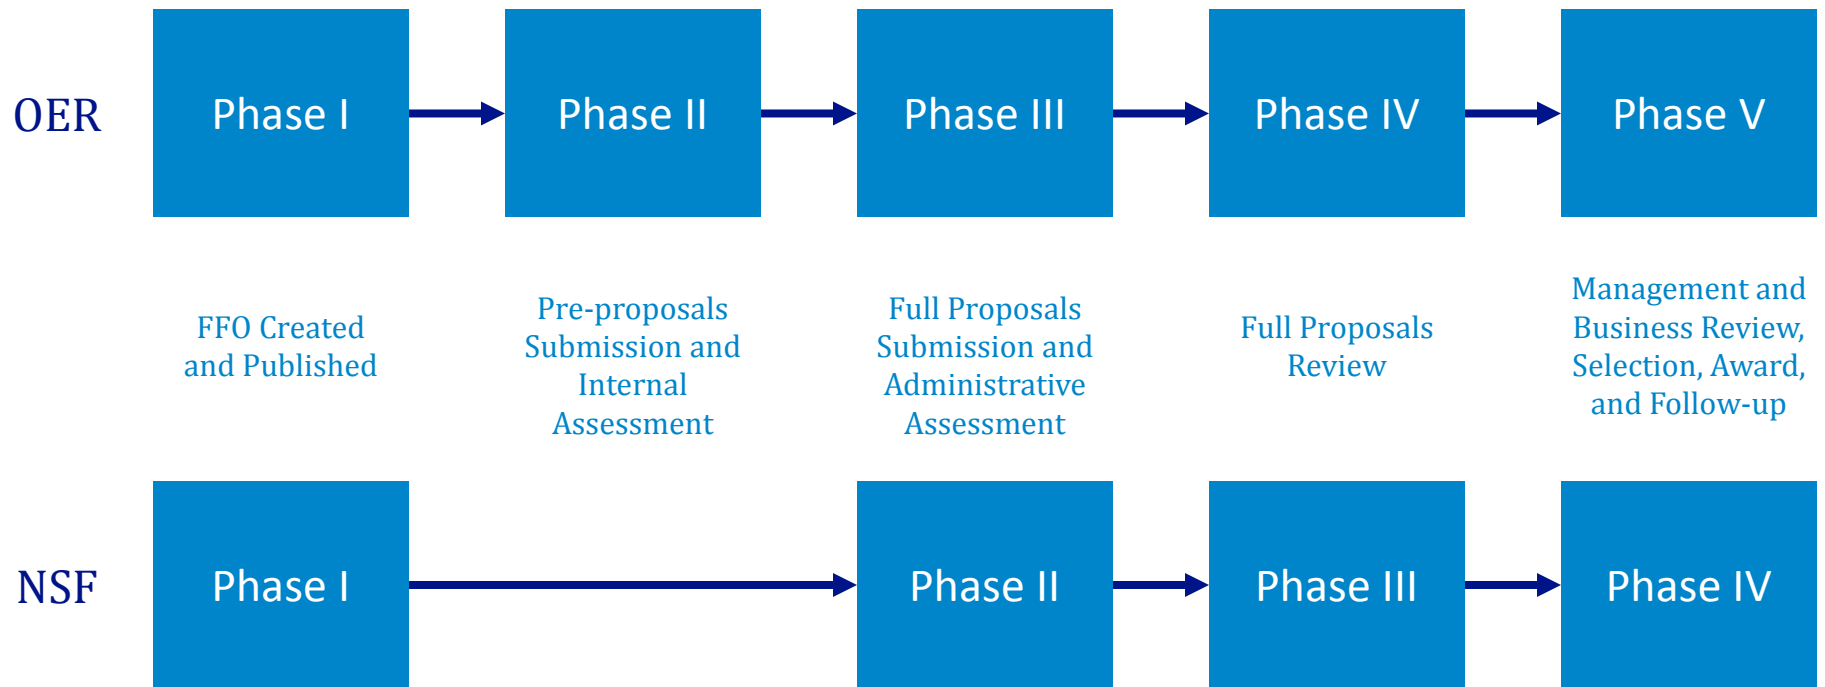 OER
Phase I
Phase II
Phase III
Phase IV
Phase V
FFO Created
and Published
Pre-proposals
Submission and
Internal
Assessment
Full Proposals
Submission and
Administrative
Assessment
Full Proposals
Review
Management and
Business Review,
Selection, Award,
and Follow-up
NSF
Phase I
Phase II
Phase III
Phase IV